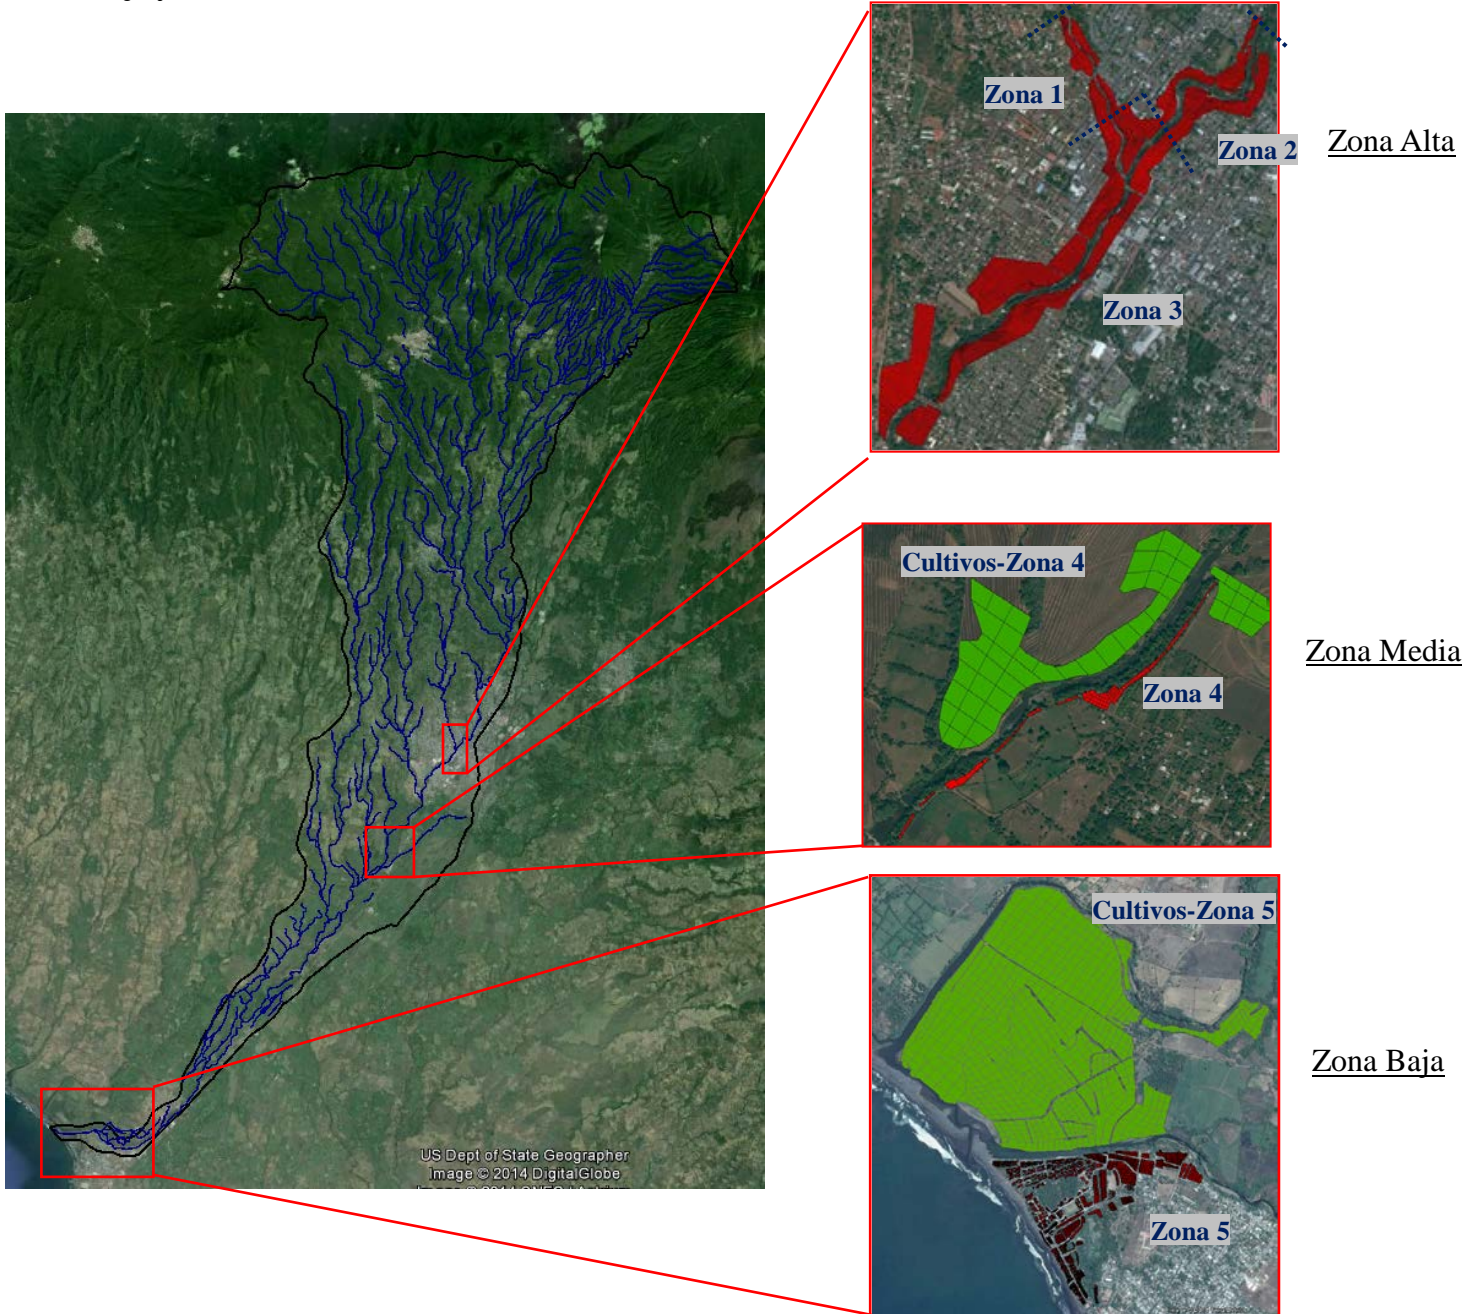 Zona 1
Zona 2
Zona Alta
Zona 3
Cultivos-Zona 4
Zona Media
Zona 4
Cultivos-Zona 5
Zona Baja
US Dept of State Geographer
Image © 2014 DigitalGlobe
Zona 5